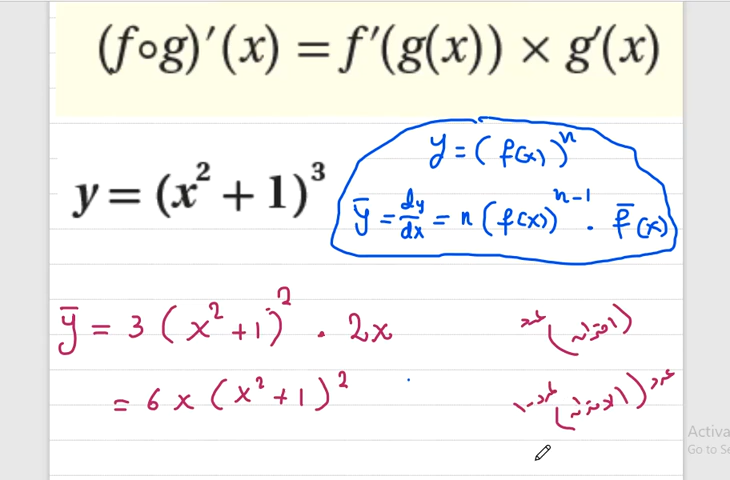 (f∘g)′(x) = f′(g(x)) × g′(x)
y = (x² + 1)³
y = (f(x))ⁿ
ȳ = dy/dx = n (f(x))ⁿ⁻¹ . f̄(x)
ȳ = 3 (x² + 1)² . 2x
= 6x (x² + 1)²
Activa
Go to Se